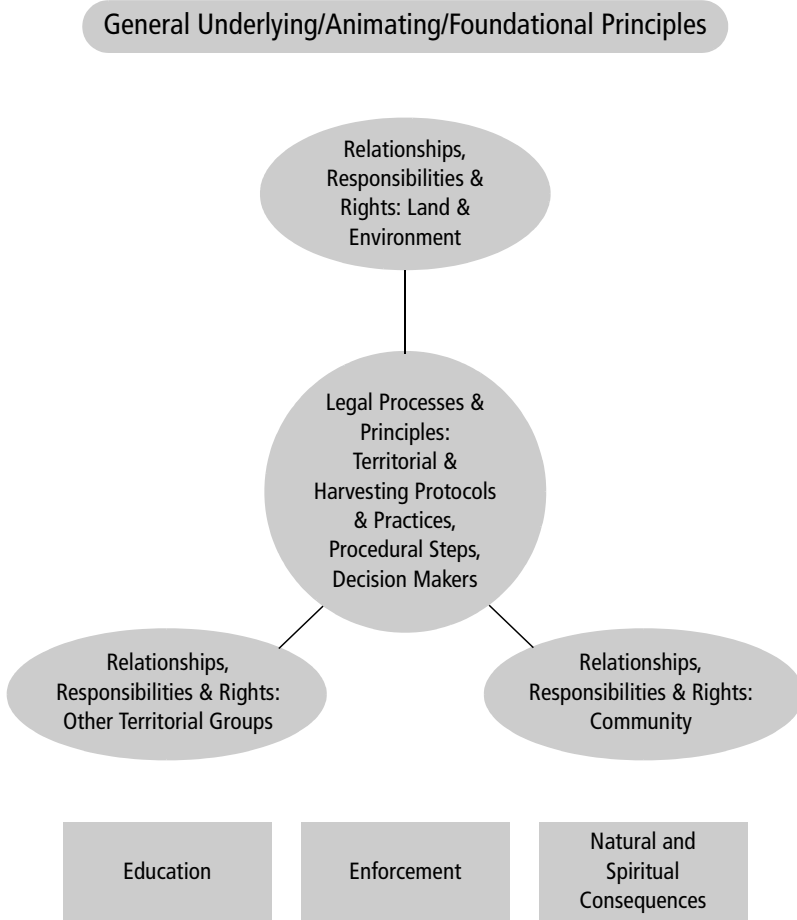 General Underlying/Animating/Foundational Principles
Relationships,
Responsibilities &
Rights: Land &
Environment
Legal Processes &
Principles:
Territorial &
Harvesting Protocols
& Practices,
Procedural Steps,
Decision Makers
Relationships,
Responsibilities & Rights:
Other Territorial Groups
Relationships,
Responsibilities & Rights:
Community
Education
Enforcement
Natural and
Spiritual
Consequences